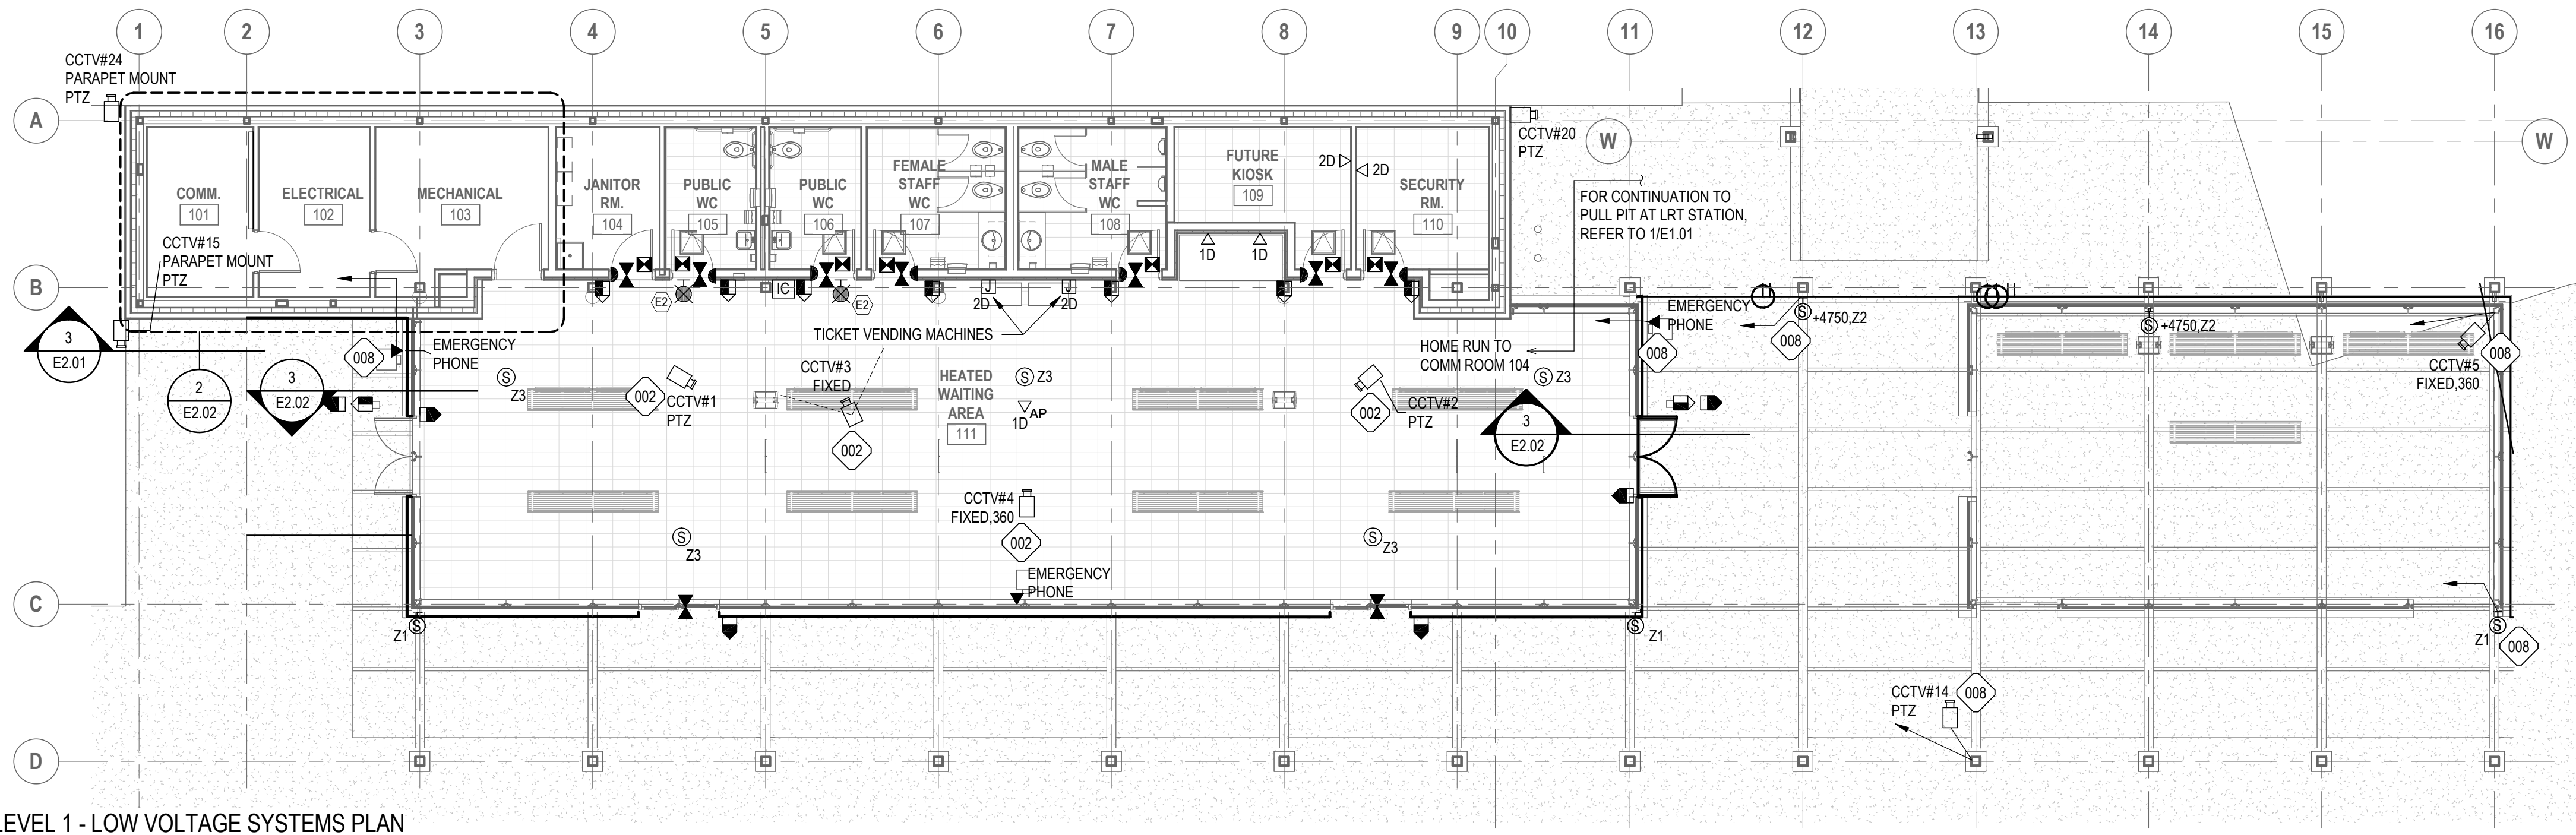 1
2
3
4
5
6
7
8
9
10
11
12
13
14
15
16
CCTV#24
PARAPET MOUNT
PTZ
A
W
W
CCTV#20
PTZ
COMM.
101
ELECTRICAL
102
MECHANICAL
103
JANITOR
RM.
104
PUBLIC
WC
105
PUBLIC
WC
106
FEMALE
STAFF
WC
107
MALE
STAFF
WC
108
FUTURE
KIOSK
109
2D
2D
SECURITY
RM.
110
1D
1D
FOR CONTINUATION TO
PULL PIT AT LRT STATION,
REFER TO 1/E1.01
CCTV#15
PARAPET MOUNT
PTZ
B
E2
IC
E2
J
2D
J
2D
TICKET VENDING MACHINES
EMERGENCY
PHONE
008
+4750,Z2
S
008
S
+4750,Z2
008
CCTV#5
FIXED,360
3
E2.01
008
EMERGENCY
PHONE
2
E2.02
3
E2.02
HOME RUN TO
COMM ROOM 104
S
Z3
002
CCTV#1
PTZ
CCTV#3
FIXED
002
HEATED
WAITING
AREA
111
S
Z3
AP
1D
002
CCTV#2
PTZ
S
Z3
3
E2.02
CCTV#4
FIXED,360
002
S
Z3
S
Z3
EMERGENCY
PHONE
C
Z1
S
S
Z1
S
Z1
008
CCTV#14
PTZ
008
D
LEVEL 1 - LOW VOLTAGE SYSTEMS PLAN